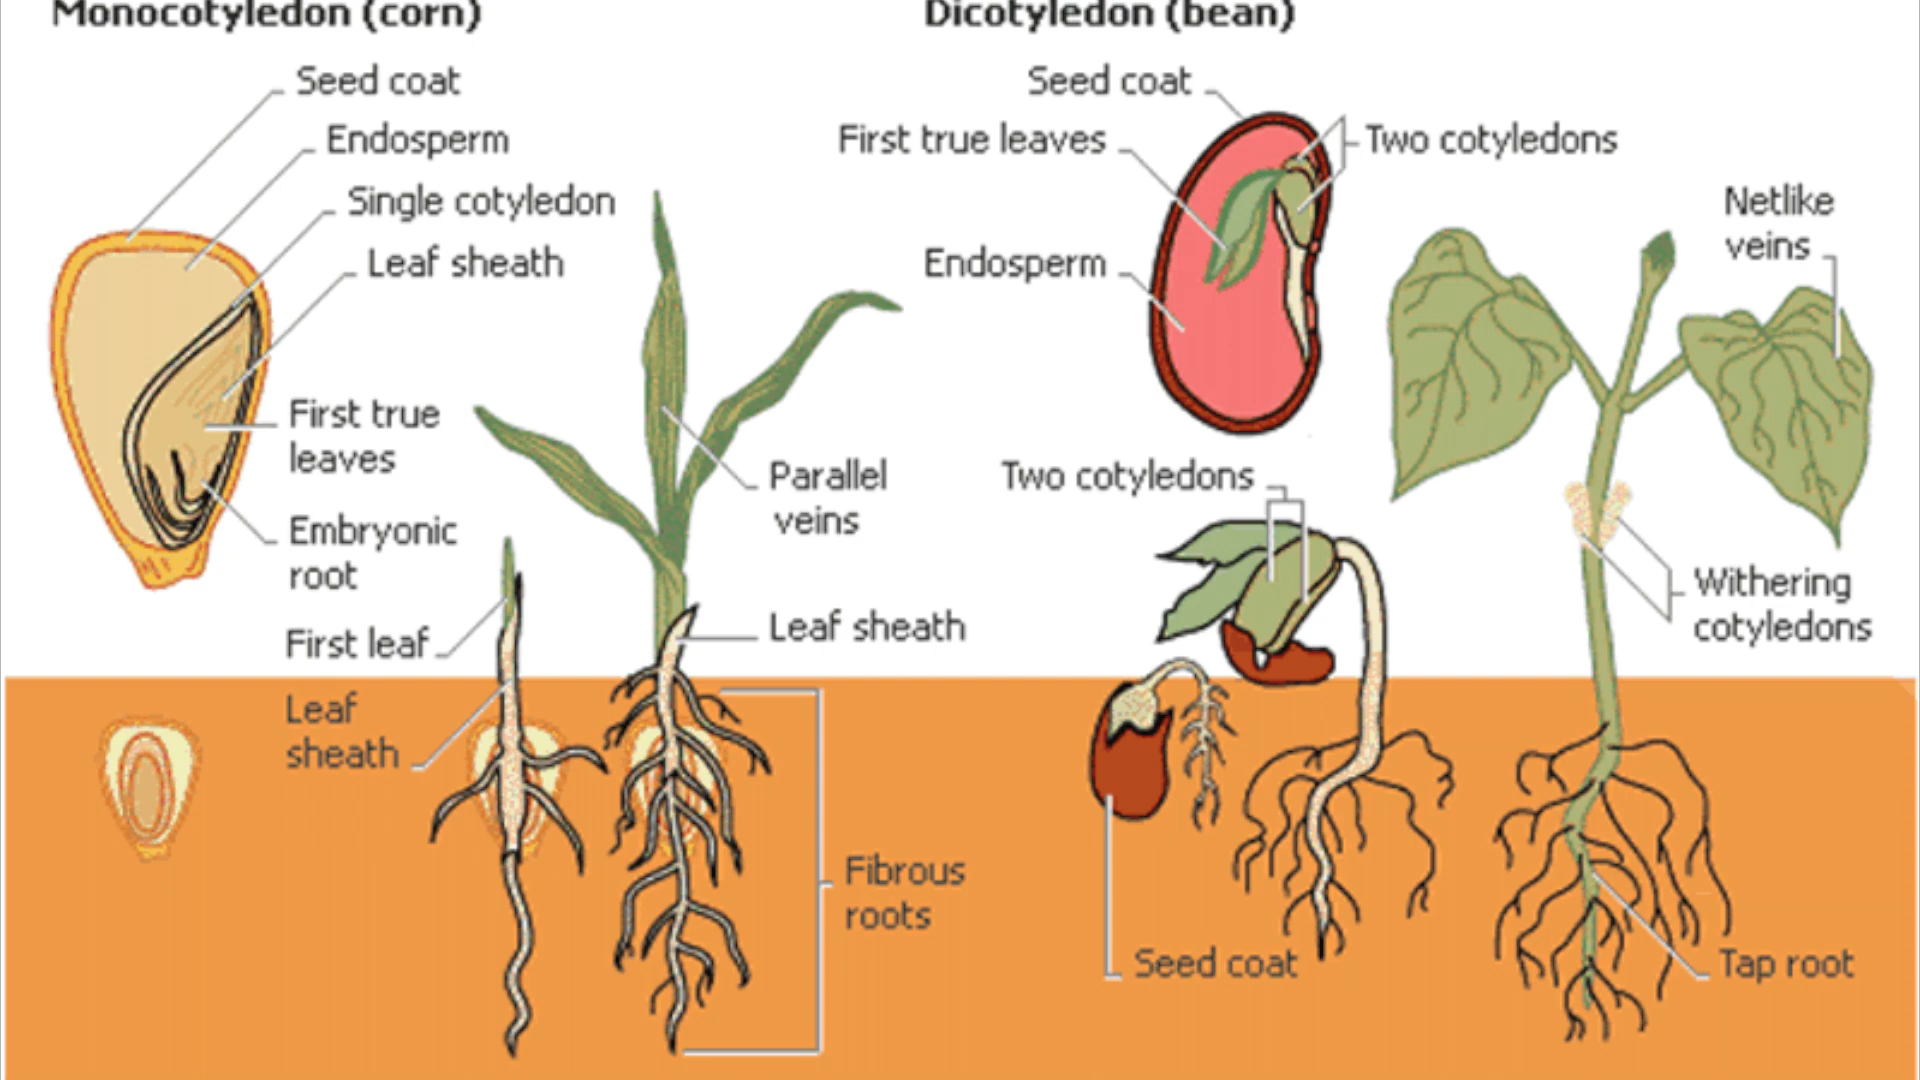 Monocotyledon (corn)
Seed coat
Endosperm
Single cotyledon
Leaf sheath
First true
leaves
Embryonic
root
First leaf
Leaf
sheath
Parallel
veins
Leaf sheath
Fibrous
roots
Dicotyledon (bean)
Seed coat
First true leaves
Two cotyledons
Endosperm
Netlike
veins
Two cotyledons
Withering
cotyledons
Seed coat
Tap root